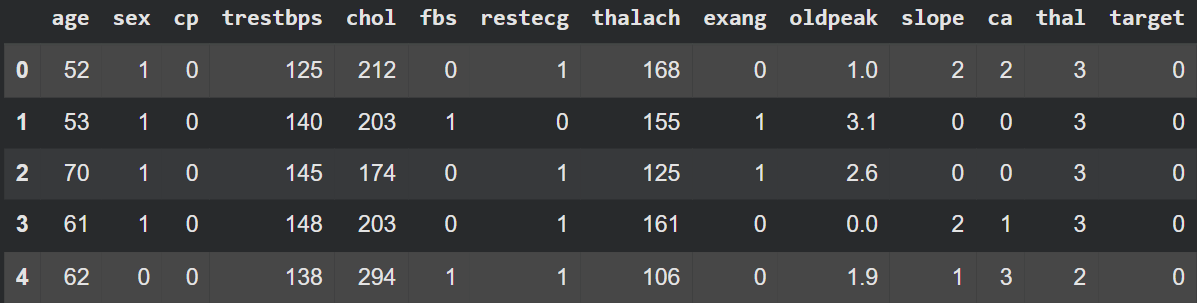 age sex cp trestbps chol fbs restecg thalach exang oldpeak slope ca thal target
0 52 1 0 125 212 0 1 168 0 1.0 2 2 3 0
1 53 1 0 140 203 1 0 155 1 3.1 0 0 3 0
2 70 1 0 145 174 0 1 125 1 2.6 0 0 3 0
3 61 1 0 148 203 0 1 161 0 0.0 2 1 3 0
4 62 0 0 138 294 1 1 106 0 1.9 1 3 2 0